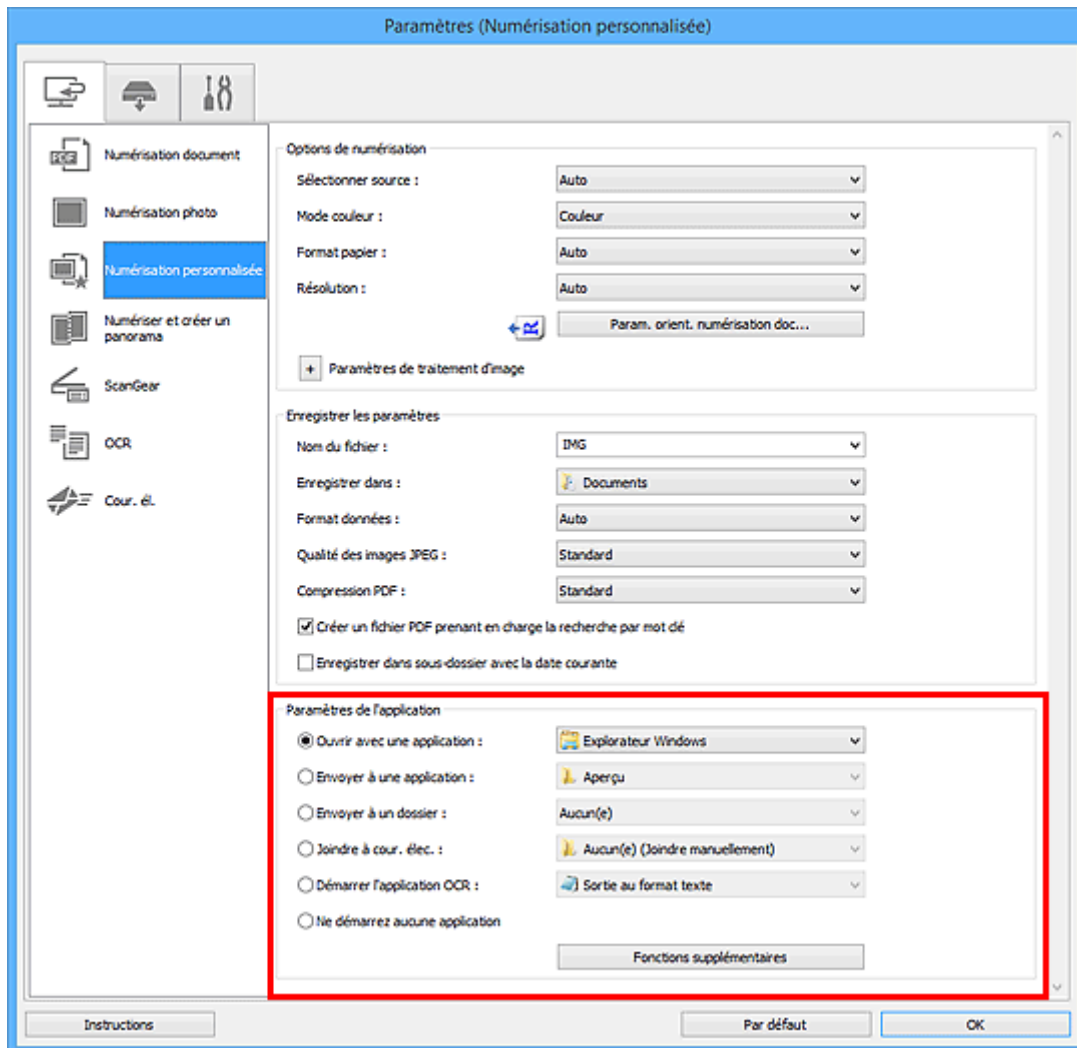 Paramètres (Numérisation personnalisée)
Numérisation document
Numérisation photo
Numérisation personnalisée
Numériser et créer un
panorama
ScanGear
OCR
Cour. él.
Options de numérisation
Sélectionner source : Auto
Mode couleur : Couleur
Format papier : Auto
Résolution : Auto
Param. orient. numérisation doc...
+ Paramètres de traitement d'image
Enregistrer les paramètres
Nom du fichier : IMG
Enregistrer dans : Documents
Format données : Auto
Qualité des images JPEG : Standard
Compression PDF : Standard
Créer un fichier PDF prenant en charge la recherche par mot clé
Enregistrer dans sous-dossier avec la date courante
Paramètres de l'application
Ouvrir avec une application : Explorateur Windows
Envoyer à une application : Aperçu
Envoyer à un dossier : Aucun(e)
Joindre à cour. élec. : Aucun(e) (Joindre manuellement)
Démarrer l'application OCR : Sortie au format texte
Ne démarrez aucune application
Fonctions supplémentaires
Instructions
Par défaut
OK